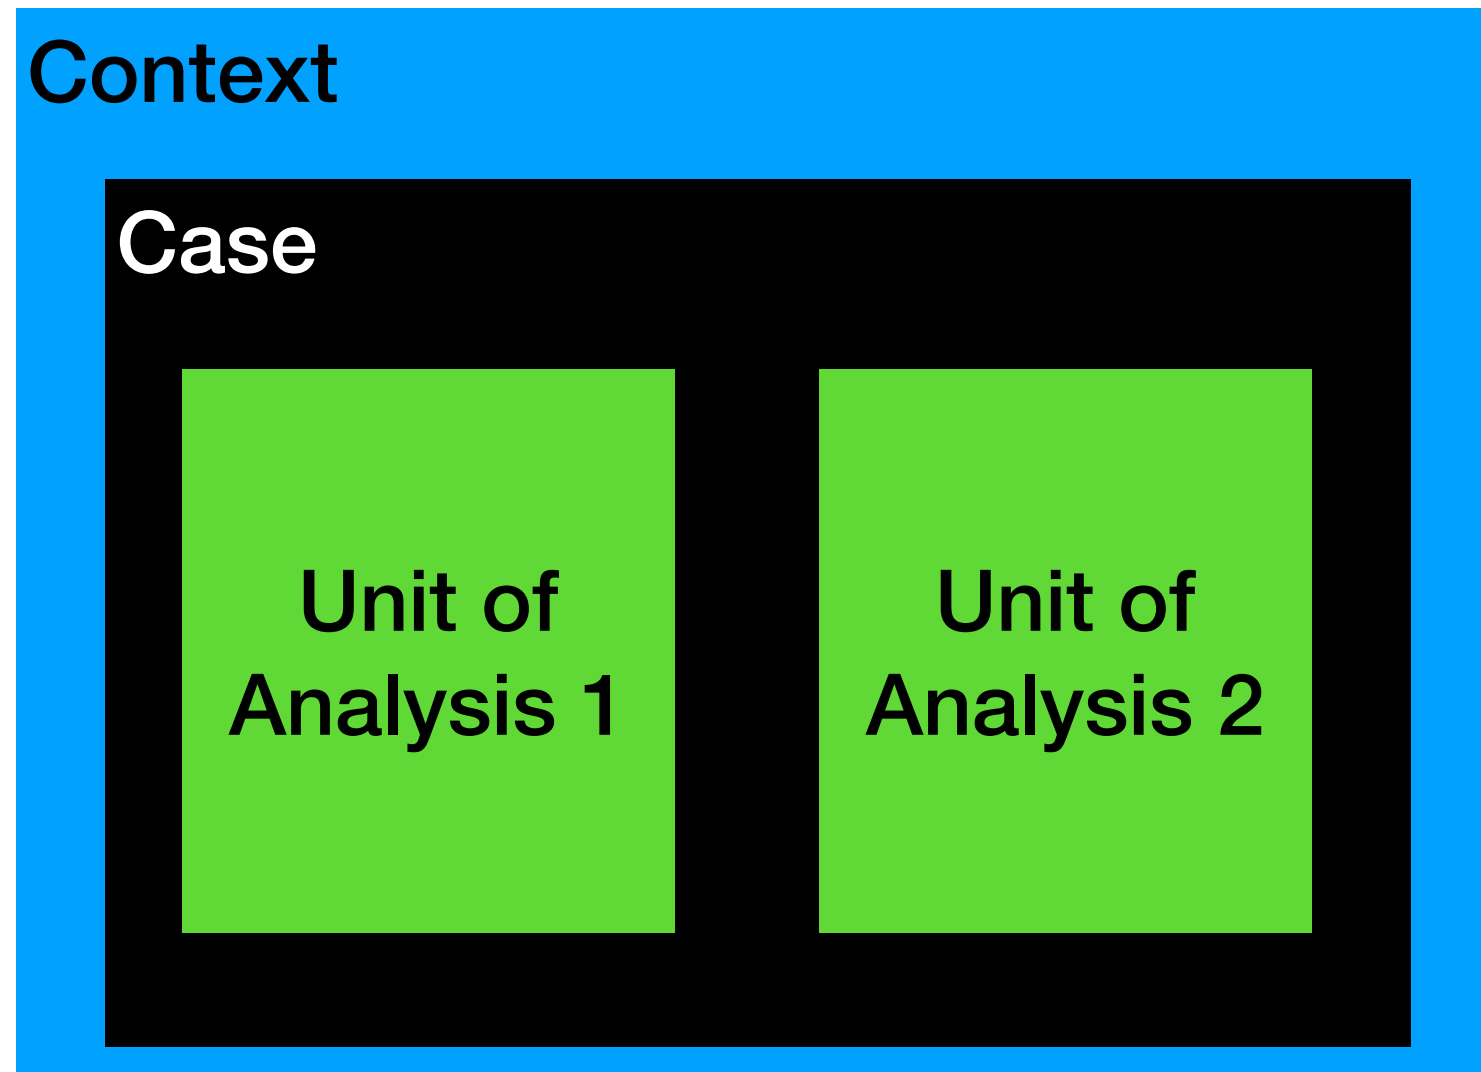 Context
Case
Unit of
Analysis 1
Unit of
Analysis 2